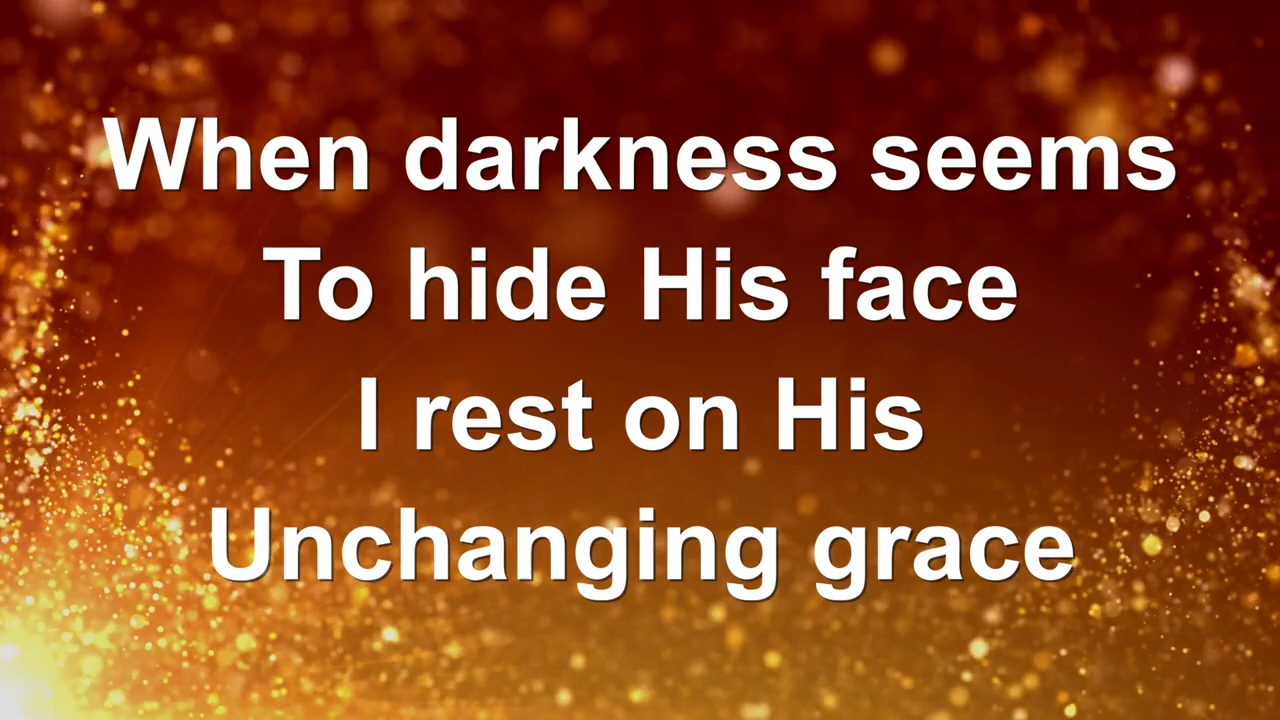 When darkness seems
To hide His face
I rest on His
Unchanging grace